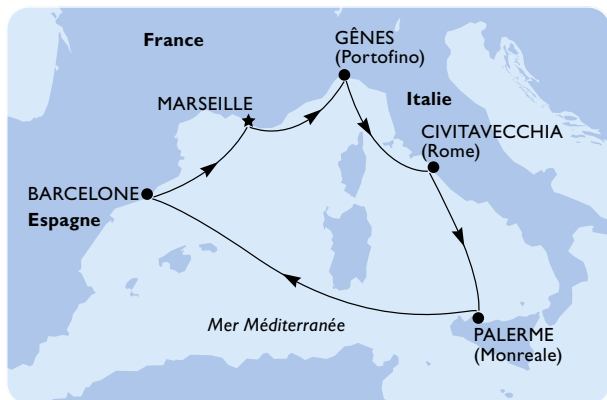 France
GÊNES
(Portofino)
MARSEILLE
Italie
CIVITAVECCHIA
(Rome)
BARCELONE
Espagne
Mer Méditerranée
PALERME
(Monreale)